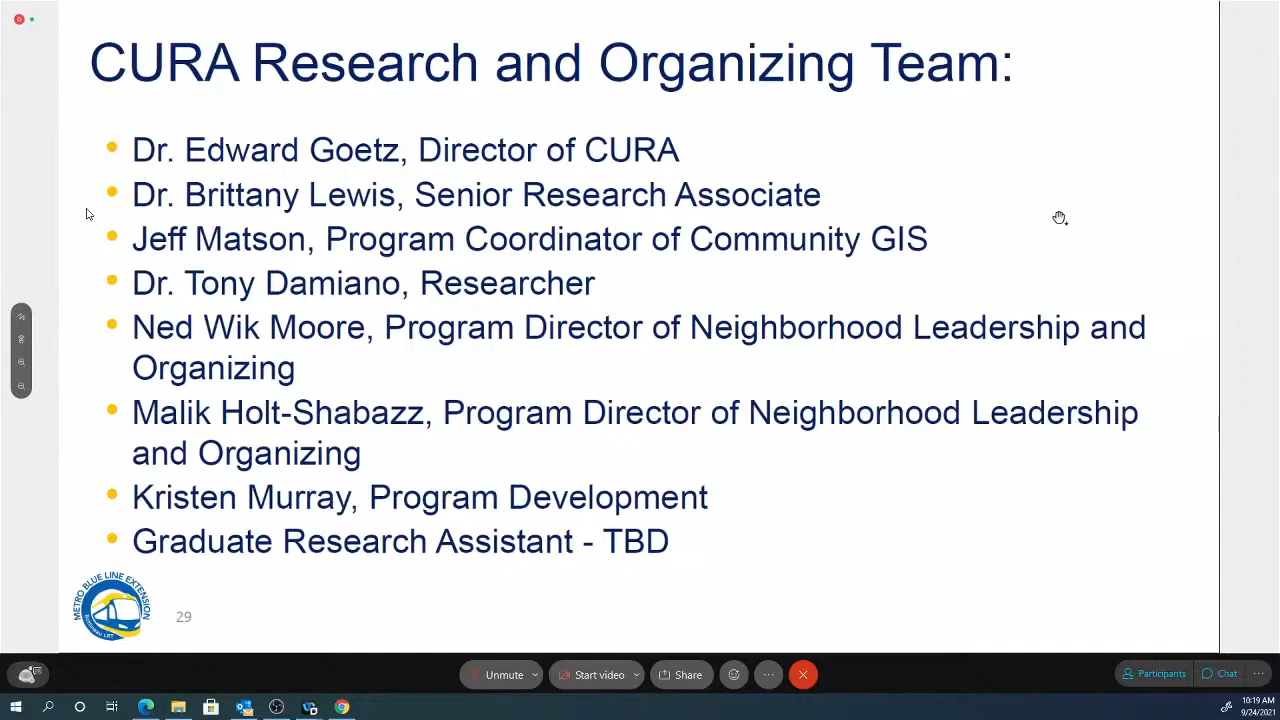 CURA Research and Organizing Team:
Dr. Edward Goetz, Director of CURA
Dr. Brittany Lewis, Senior Research Associate
Jeff Matson, Program Coordinator of Community GIS
Dr. Tony Damiano, Researcher
Ned Wik Moore, Program Director of Neighborhood Leadership and
Organizing
Malik Holt-Shabazz, Program Director of Neighborhood Leadership
and Organizing
Kristen Murray, Program Development
Graduate Research Assistant - TBD
METRO BLUE LINE EXTENSION
Bottineau LRT
29
Unmute
Start video
Share
Participants
Chat
10:19 AM
9/24/2021